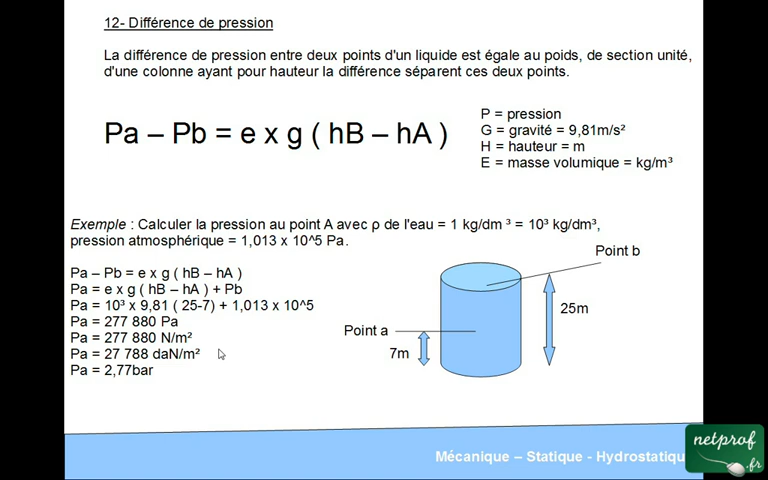 12- Différence de pression
La différence de pression entre deux points d'un liquide est égale au poids, de section unité,
d'une colonne ayant pour hauteur la différence séparent ces deux points.
Pa – Pb = e x g ( hB – hA )
P = pression
G = gravité = 9,81m/s²
H = hauteur = m
E = masse volumique = kg/m³
Exemple : Calculer la pression au point A avec ρ de l'eau = 1 kg/dm ³ = 10³ kg/dm³,
pression atmosphérique = 1,013 x 10^5 Pa.
Pa – Pb = e x g ( hB – hA )
Pa = e x g ( hB – hA ) + Pb
Pa = 10³ x 9,81 ( 25-7) + 1,013 x 10^5
Pa = 277 880 Pa
Pa = 277 880 N/m²
Pa = 27 788 daN/m²
Pa = 2,77bar
Point b
25m
Point a
7m
Mécanique – Statique - Hydrostatiqu
netprof
.fr